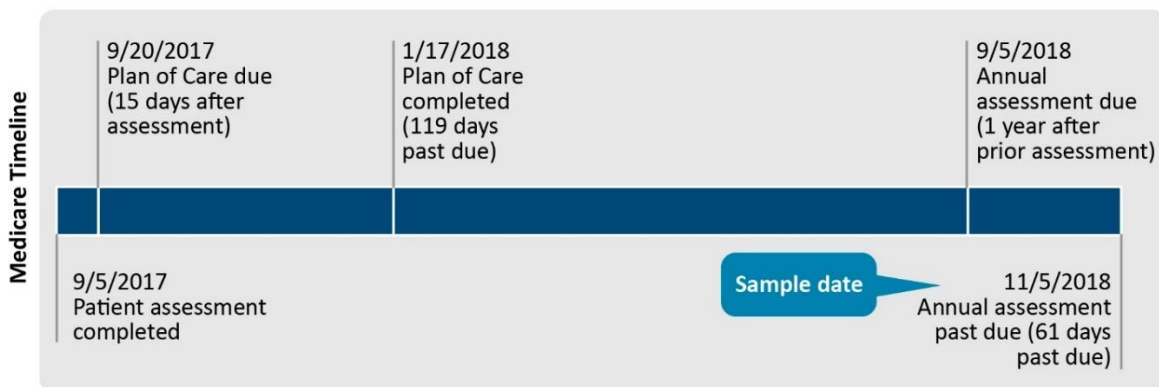 Medicare Timeline
9/20/2017
Plan of Care due
(15 days after
assessment)
1/17/2018
Plan of Care
completed
(119 days
past due)
9/5/2018
Annual
assessment due
(1 year after
prior assessment)
9/5/2017
Patient assessment
completed
Sample date
11/5/2018
Annual assessment
past due (61 days
past due)